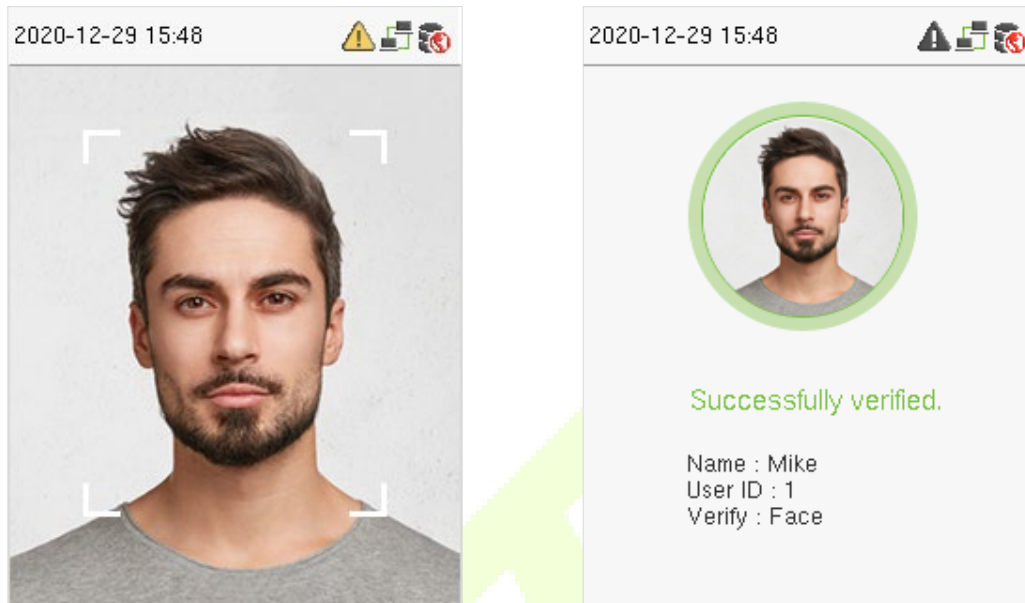 2020-12-29 15:48
2020-12-29 15:48
Successfully verified.
Name : Mike
User ID : 1
Verify : Face